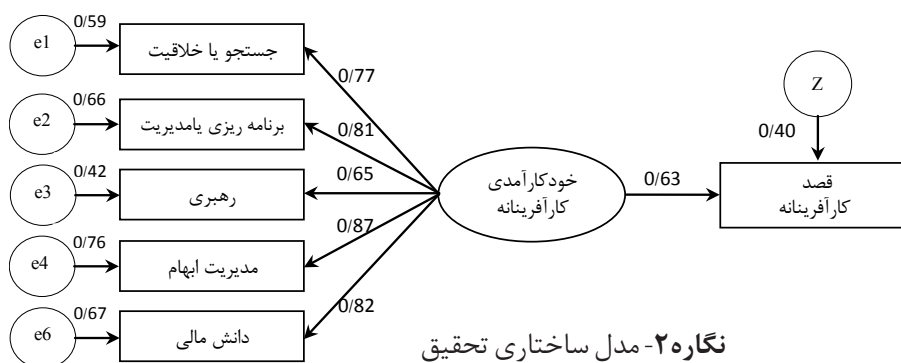 e1
0/59
جستجو یا خلاقیت
0/77
e2
0/66
برنامه ریزی یامدیریت
0/81
e3
0/42
رهبری
0/65
e4
0/76
مدیریت ابهام
0/87
e6
0/67
دانش مالی
0/82
خودکارآمدی
کارآفرینانه
0/63
Z
0/40
قصد
کارآفرینانه
نگاره۲- مدل ساختاری تحقیق